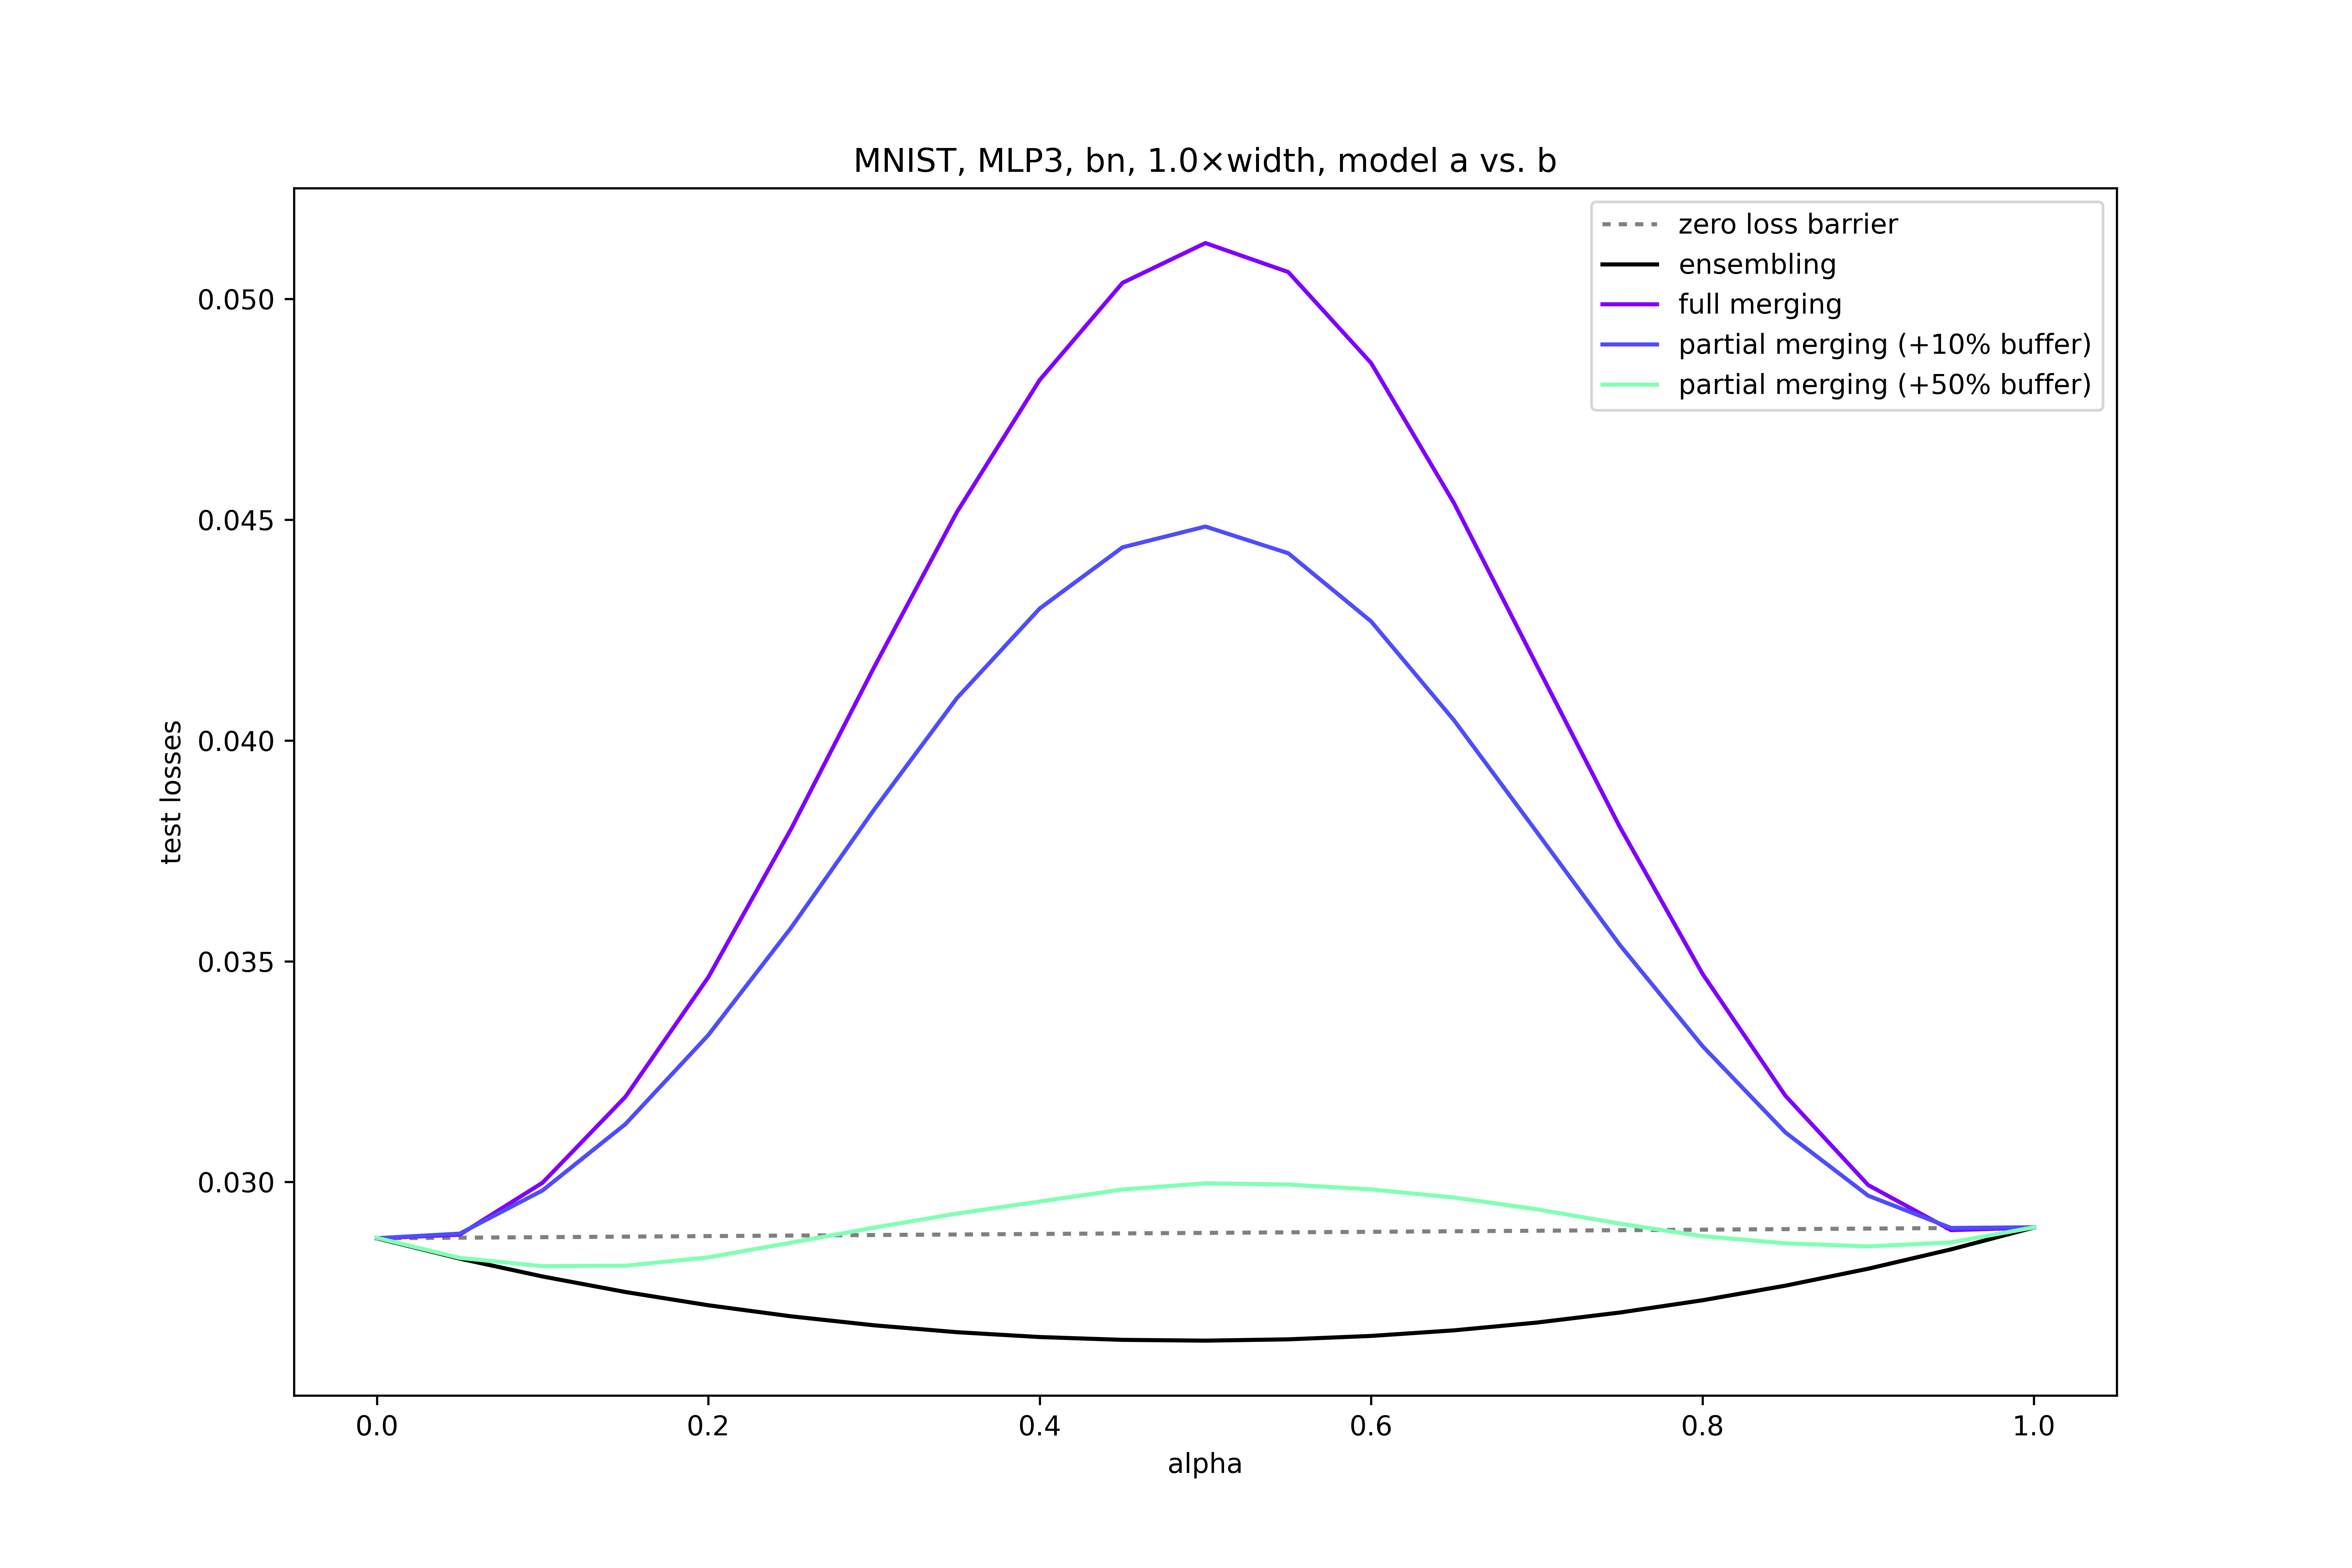 MNIST, MLP3, bn, 1.0×width, model a vs. b
zero loss barrier
ensembling
full merging
partial merging (+10% buffer)
partial merging (+50% buffer)
0.050
0.045
0.040
0.035
0.030
test losses
0.0 0.2 0.4 0.6 0.8 1.0
alpha